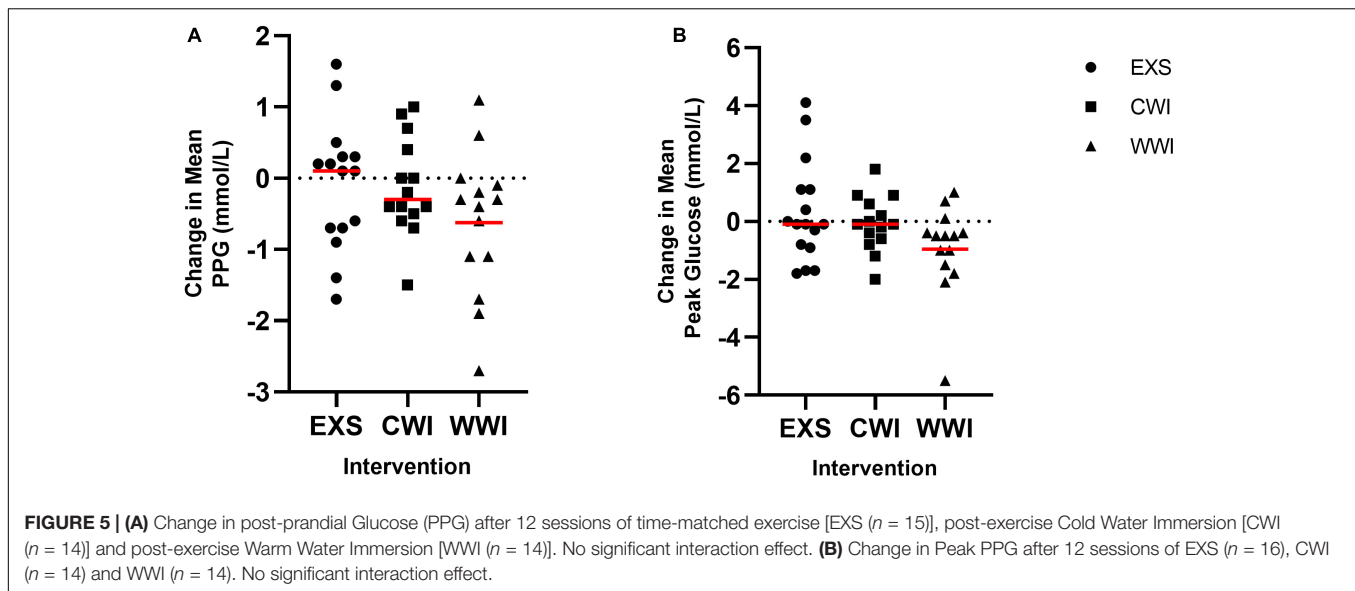 A
2
1
0
-1
-2
-3
Change in Mean
PPG (mmol/L)
EXS CWI WWI
Intervention
B
6
4
2
0
-2
-4
-6
Change in Mean
Peak Glucose (mmol/L)
EXS CWI WWI
Intervention
EXS
CWI
WWI
FIGURE 5 | (A) Change in post-prandial Glucose (PPG) after 12 sessions of time-matched exercise [EXS (n = 15)], post-exercise Cold Water Immersion [CWI
(n = 14)] and post-exercise Warm Water Immersion [WWI (n = 14)]. No significant interaction effect. (B) Change in Peak PPG after 12 sessions of EXS (n = 16), CWI
(n = 14) and WWI (n = 14). No significant interaction effect.